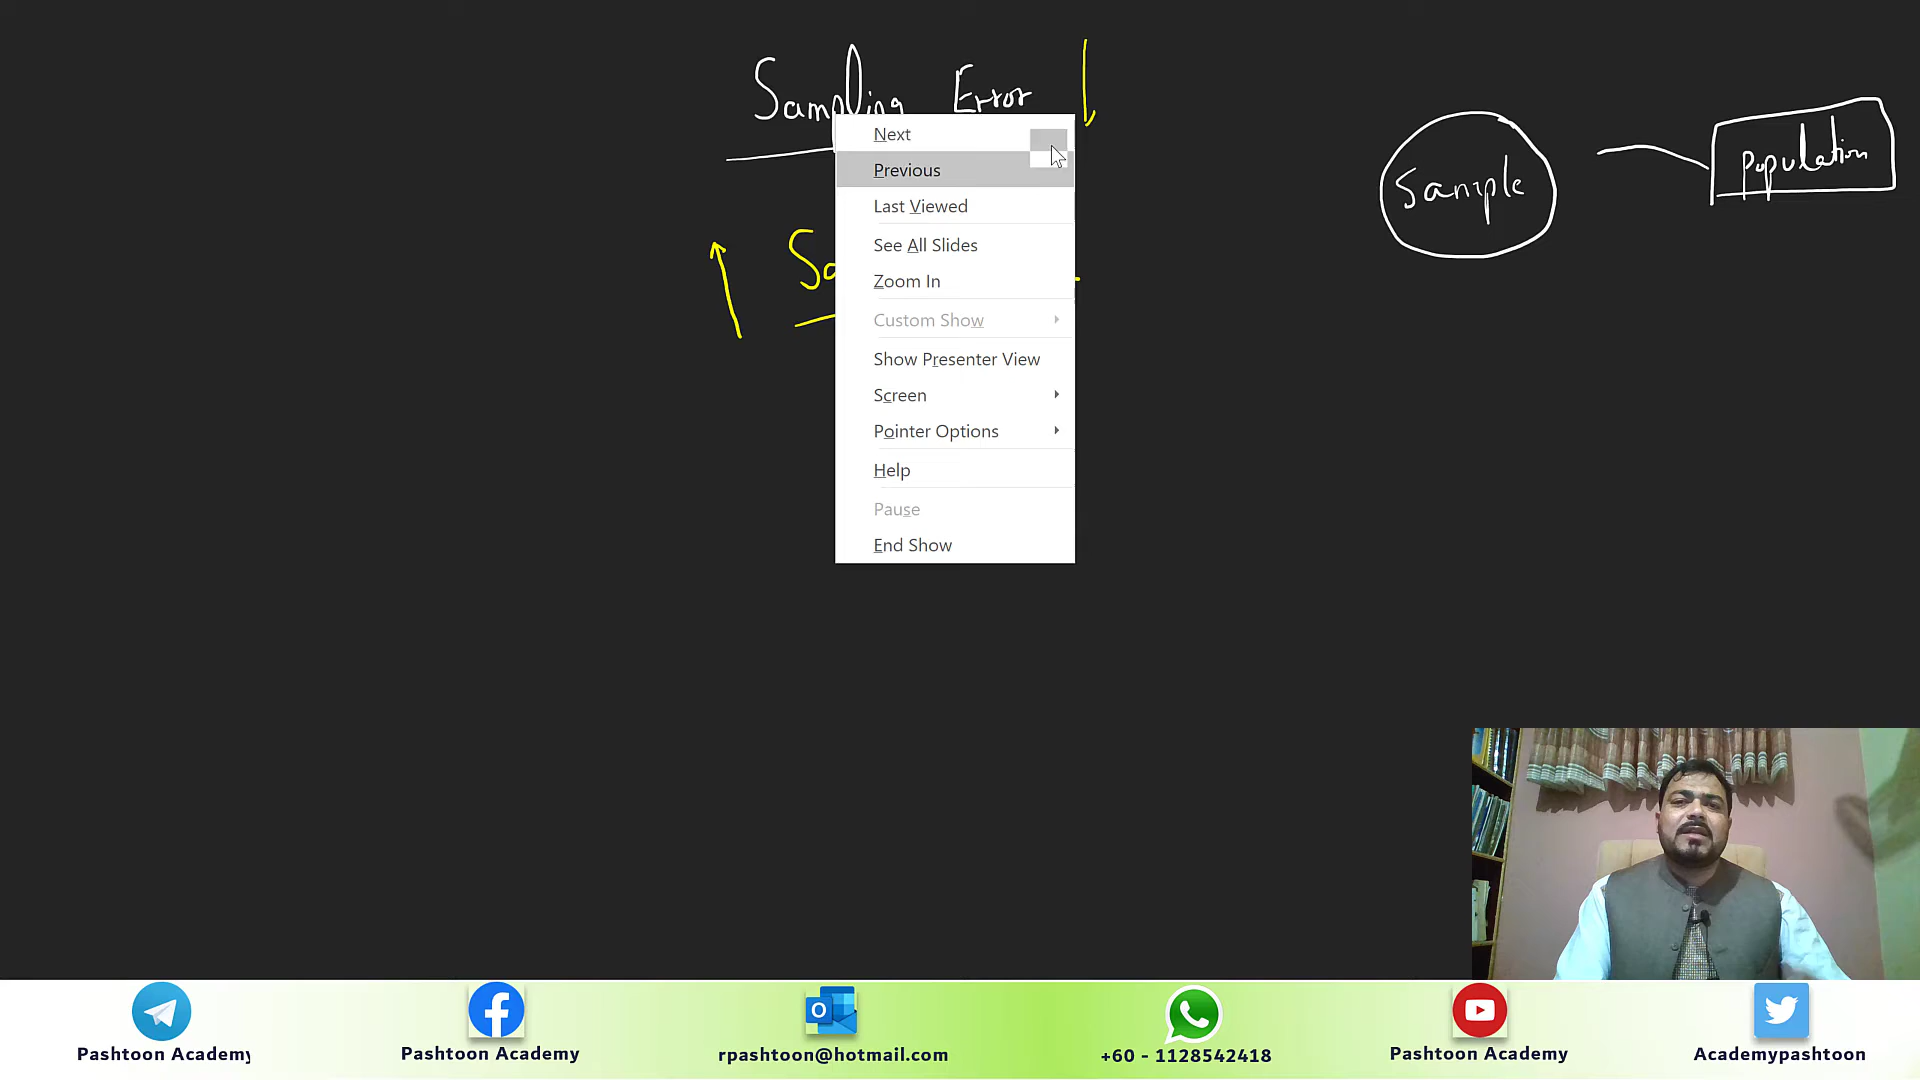 Sampling Error
Sample
Population
Sa
Next
Previous
Last Viewed
See All Slides
Zoom In
Custom Show
Show Presenter View
Screen
Pointer Options
Help
Pause
End Show
Pashtoon Academy
Pashtoon Academy
rpashtoon@hotmail.com
+60 - 1128542418
Pashtoon Academy
Academypashtoon